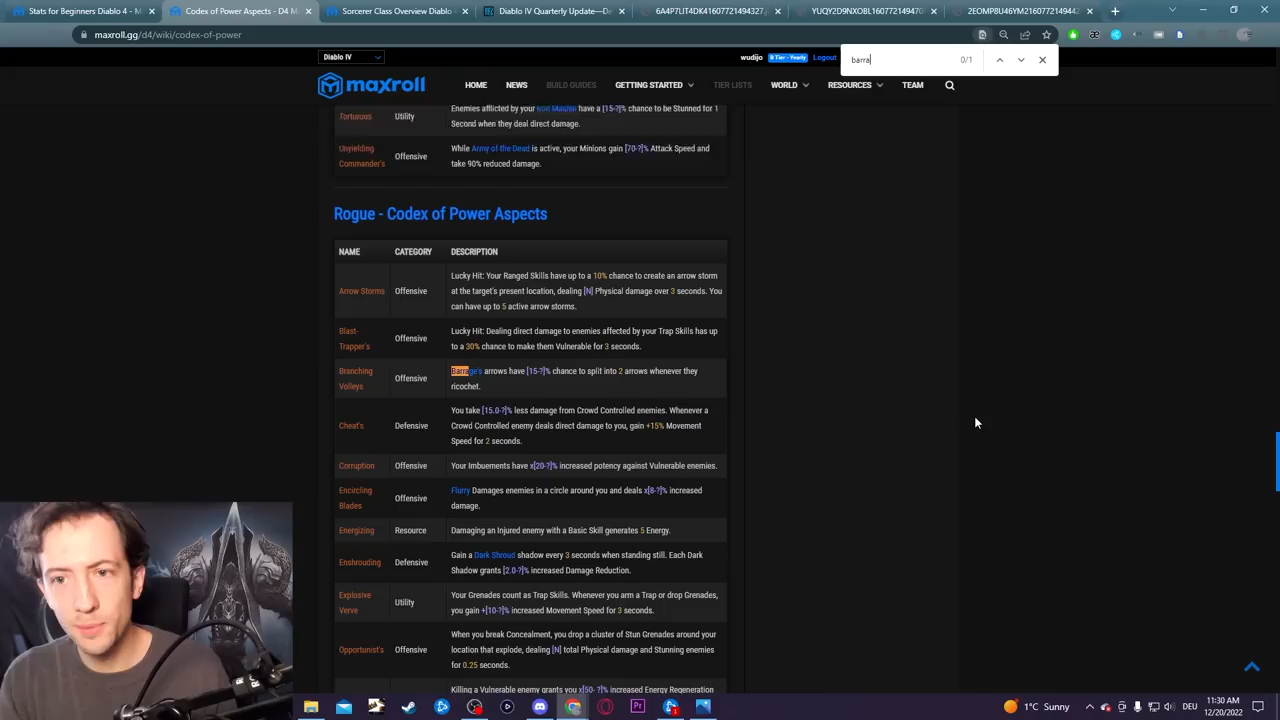 Stats for Beginners Diablo 4 - M
Codex of Power Aspects - D4 M
Sorcerer Class Overview Diablo
Diablo IV Quarterly Update—De
6A4P7LIT4DK41607721494327.j
YUQY2D9NXOBL1607721494707
2EOMP8U46YM2160772149442
maxroll.gg/d4/wiki/codex-of-power
barra
0/1
Diablo IV
wudijo
B Tier - Yearly
Logout
maxroll
HOME NEWS BUILD GUIDES GETTING STARTED TIER LISTS WORLD RESOURCES TEAM
Enemies afflicted by your Iron Maiden have a [15-?]% chance to be Stunned for 1
Torturous Utility
Second when they deal direct damage.
Unyielding
Commander's
Offensive
While Army of the Dead is active, your Minions gain [70-?]% Attack Speed and
take 90% reduced damage.
Rogue - Codex of Power Aspects
NAME CATEGORY DESCRIPTION
Arrow Storms Offensive
Lucky Hit: Your Ranged Skills have up to a 10% chance to create an arrow storm
at the target's present location, dealing [N] Physical damage over 3 seconds. You
can have up to 5 active arrow storms.
Blast-
Trapper's
Offensive
Lucky Hit: Dealing direct damage to enemies affected by your Trap Skills has up
to a 30% chance to make them Vulnerable for 3 seconds.
Branching
Volleys
Offensive
Barrage's arrows have [15-?]% chance to split into 2 arrows whenever they
ricochet.
Cheat's Defensive
You take [15.0-?]% less damage from Crowd Controlled enemies. Whenever a
Crowd Controlled enemy deals direct damage to you, gain +15% Movement
Speed for 2 seconds.
Corruption Offensive Your Imbuements have x[20-?]% increased potency against Vulnerable enemies.
Encircling
Blades
Offensive
Flurry Damages enemies in a circle around you and deals x[8-?]% increased
damage.
Energizing Resource Damaging an Injured enemy with a Basic Skill generates 5 Energy.
Enshrouding Defensive
Gain a Dark Shroud shadow every 3 seconds when standing still. Each Dark
Shadow grants [2.0-?]% increased Damage Reduction.
Explosive
Verve
Utility
Your Grenades count as Trap Skills. Whenever you arm a Trap or drop Grenades,
you gain +[10-?]% increased Movement Speed for 3 seconds.
Opportunist's Offensive
When you break Concealment, you drop a cluster of Stun Grenades around your
location that explode, dealing [N] total Physical damage and Stunning enemies
for 0.25 seconds.
Killing a Vulnerable enemy grants you x[50- ?]% increased Energy Regeneration
1°C Sunny
DEU
11:30 AM
12/20/2022